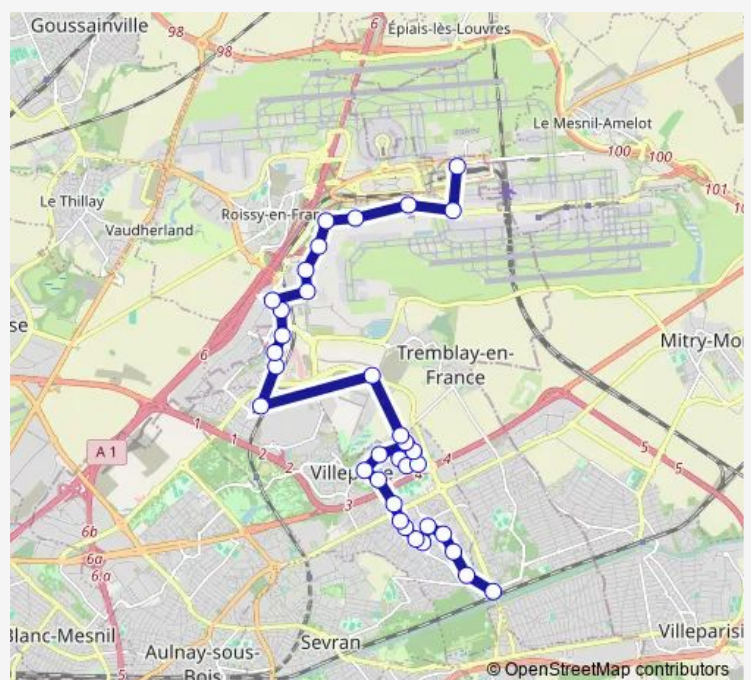 Goussainville
98
98
6
Épiais-lès-Louvres
Le Mesnil-Amelot
100
100
101
Le Thillay
Vaudherland
Roissy-en-Fran
se
6
Tremblay-en-
France
Mitry-Mo
A 1
1
1
2
2
Villep
4
4
5
5
3
6b
6a
6a
Blanc-Mesnil
Aulnay-sous-
Bois
Sevran
Villeparisi
5
© OpenStreetMap contributors